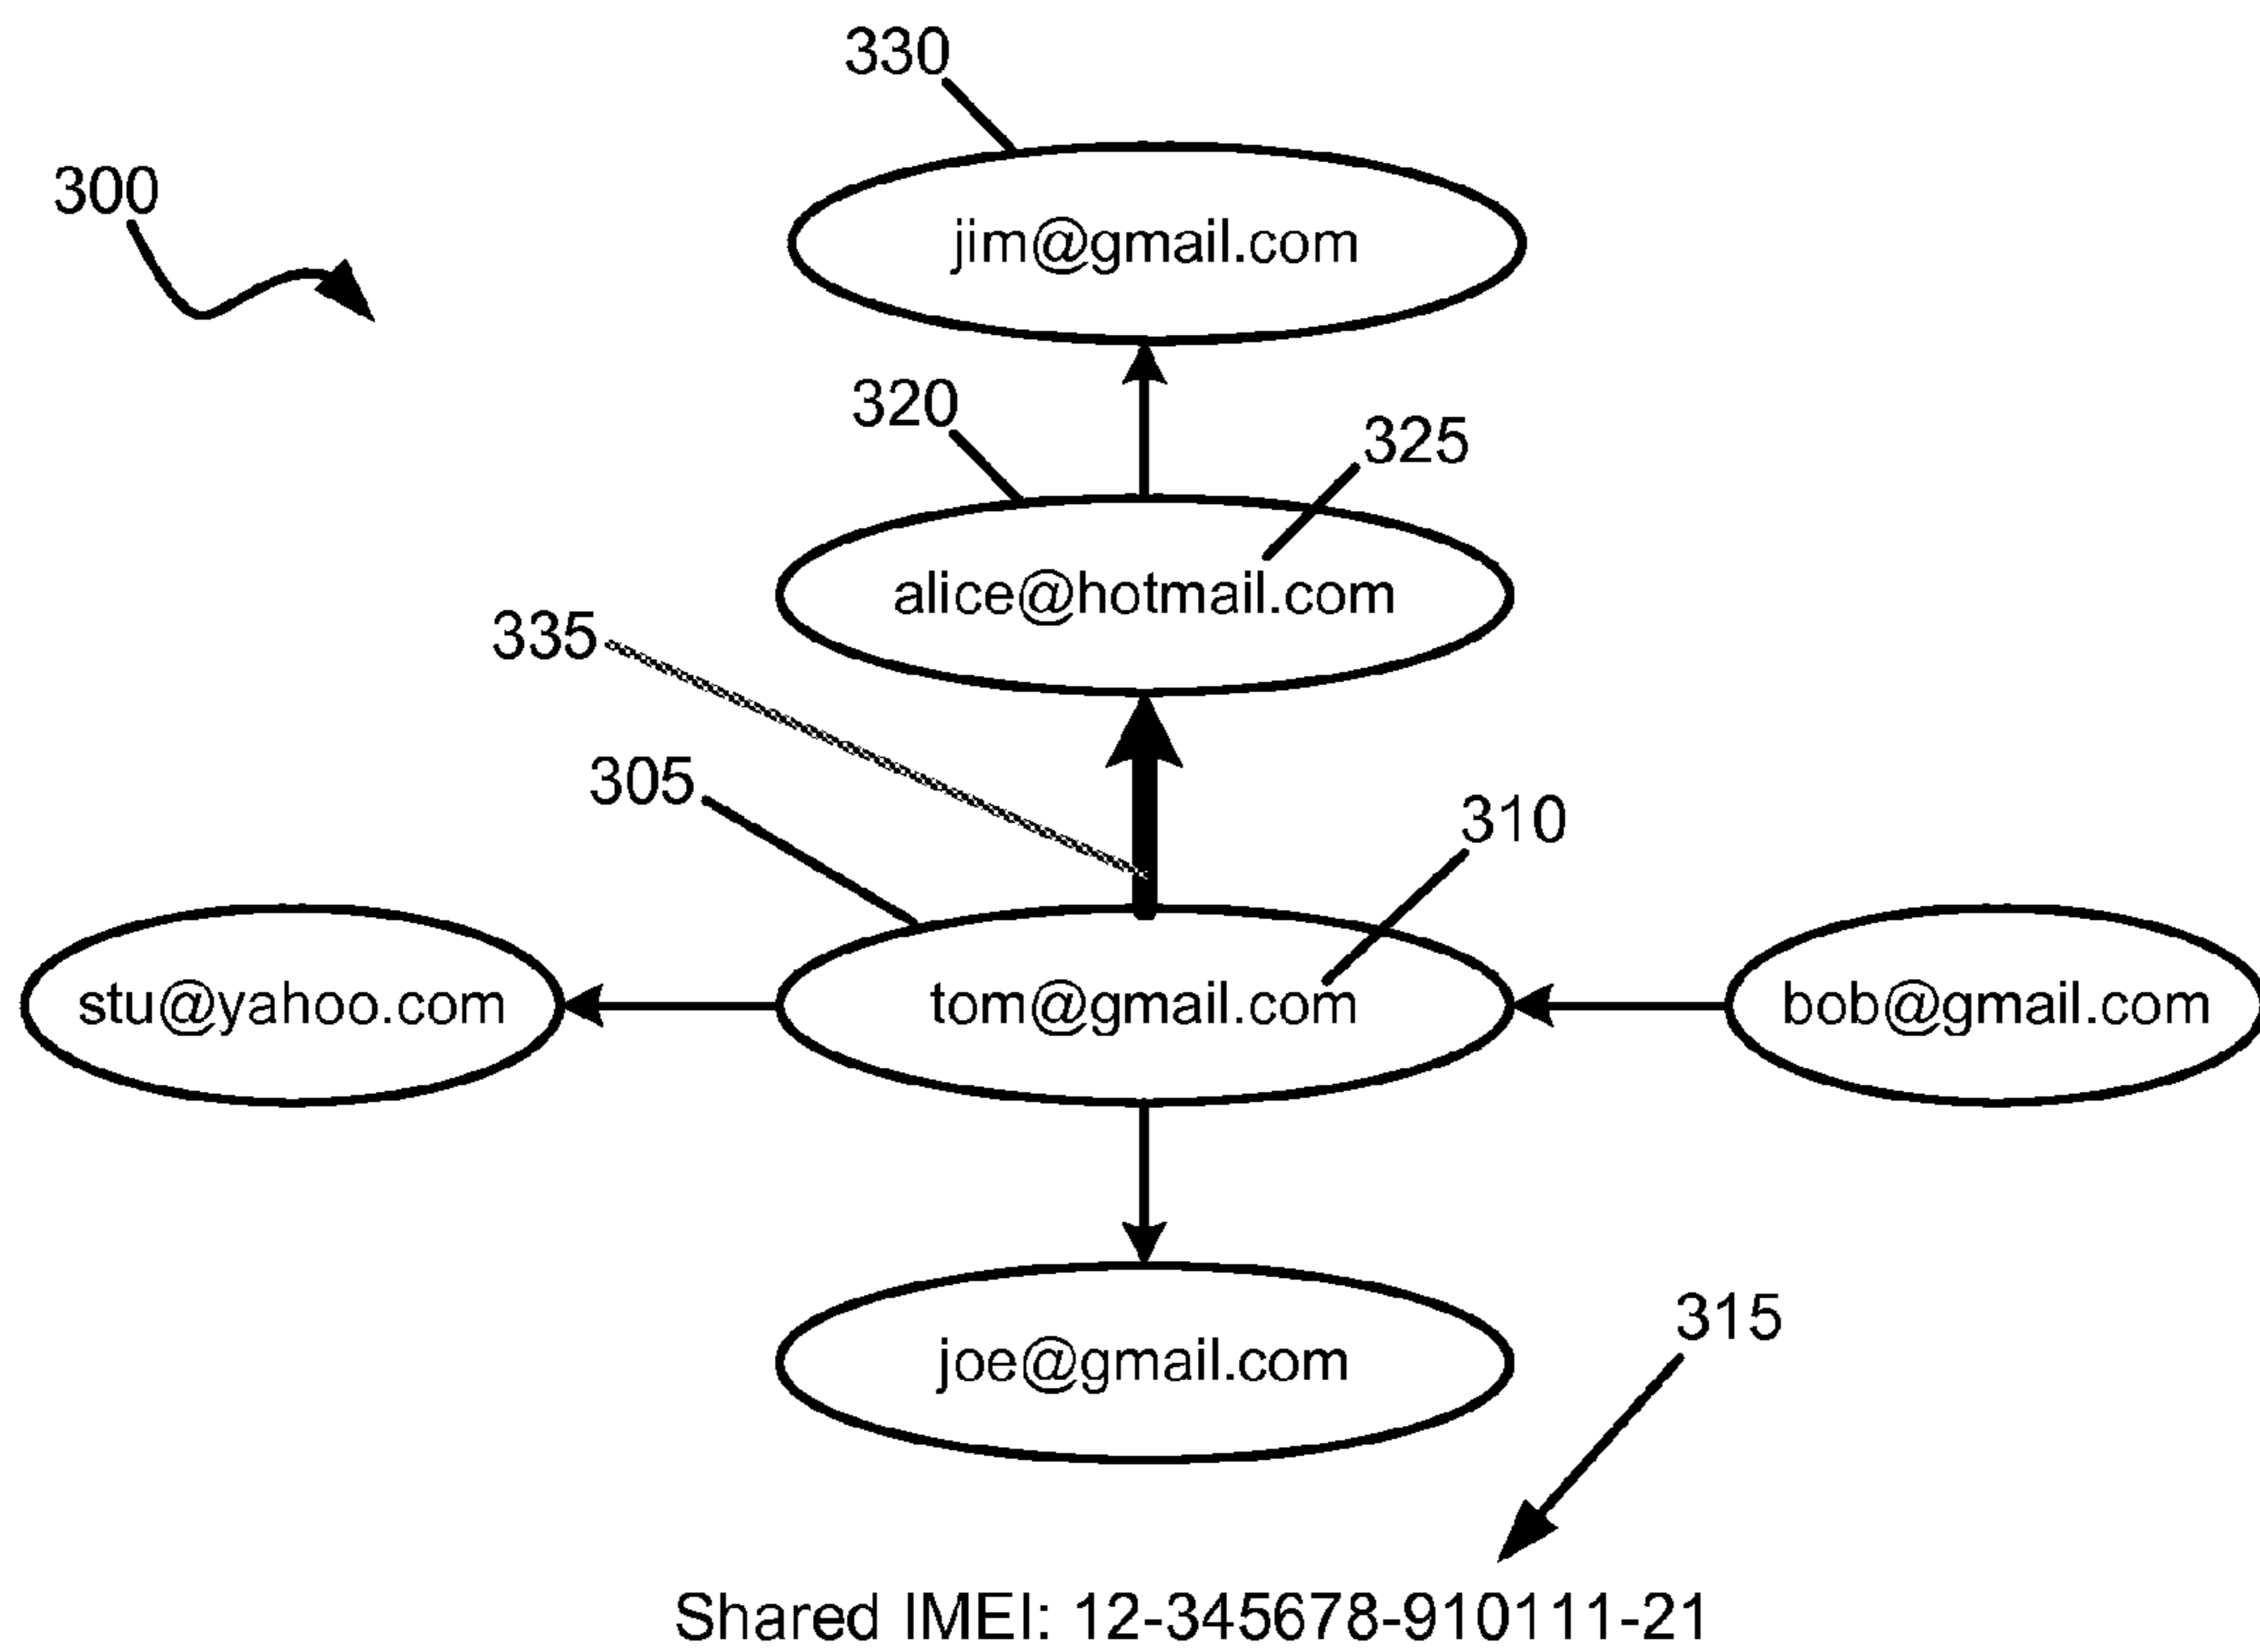 330
300
jim@gmail.com
320
325
alice@hotmail.com
335
305
310
stu@yahoo.com
tom@gmail.com
bob@gmail.com
joe@gmail.com
315
Shared IMEI: 12-345678-910111-21